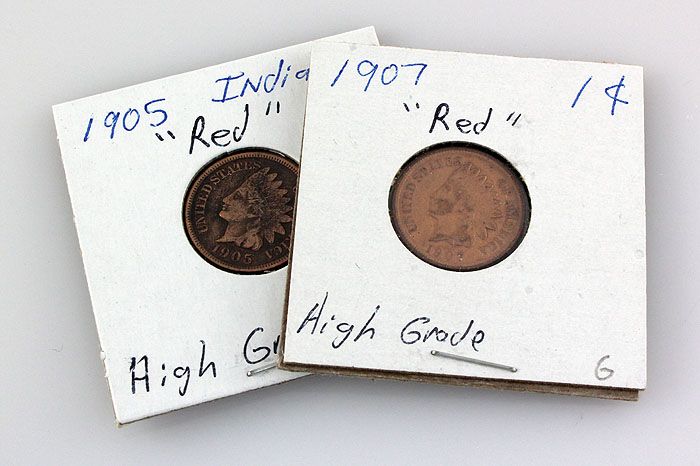 1905 India
"Red"
UNITED STATES
1905
High Gr
1907 1¢
"Red"
UNITED STATES OF AMERICA
High Grade
G